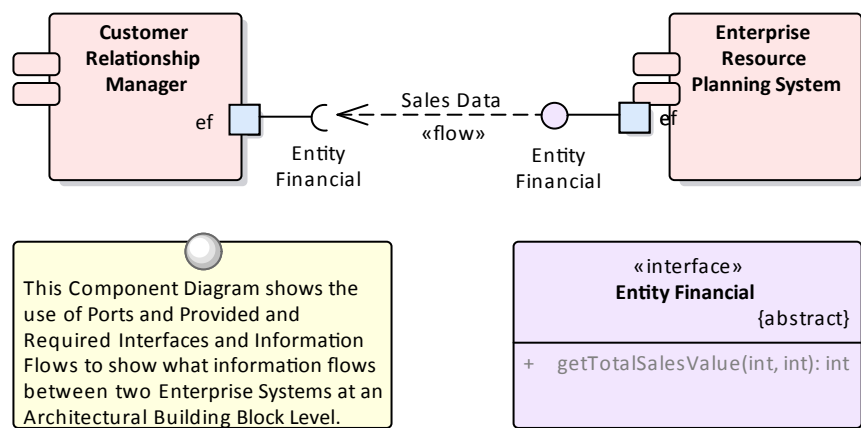 Customer
Relationship
Manager
Enterprise
Resource
Planning System
ef
Sales Data
«flow»
ef
Entity
Financial
Entity
Financial
This Component Diagram shows the
use of Ports and Provided and
Required Interfaces and Information
Flows to show what information flows
between two Enterprise Systems at an
Architectural Building Block Level.
«interface»
Entity Financial
{abstract}
+ getTotalSalesValue(int, int): int